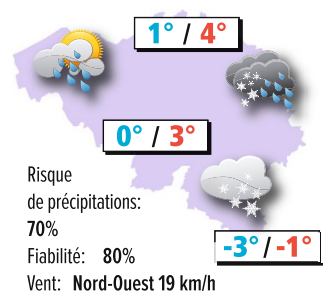 1° / 4°
0° / 3°
Risque
de précipitations:
70%
Fiabilité: 80%
-3° / -1°
Vent: Nord-Ouest 19 km/h